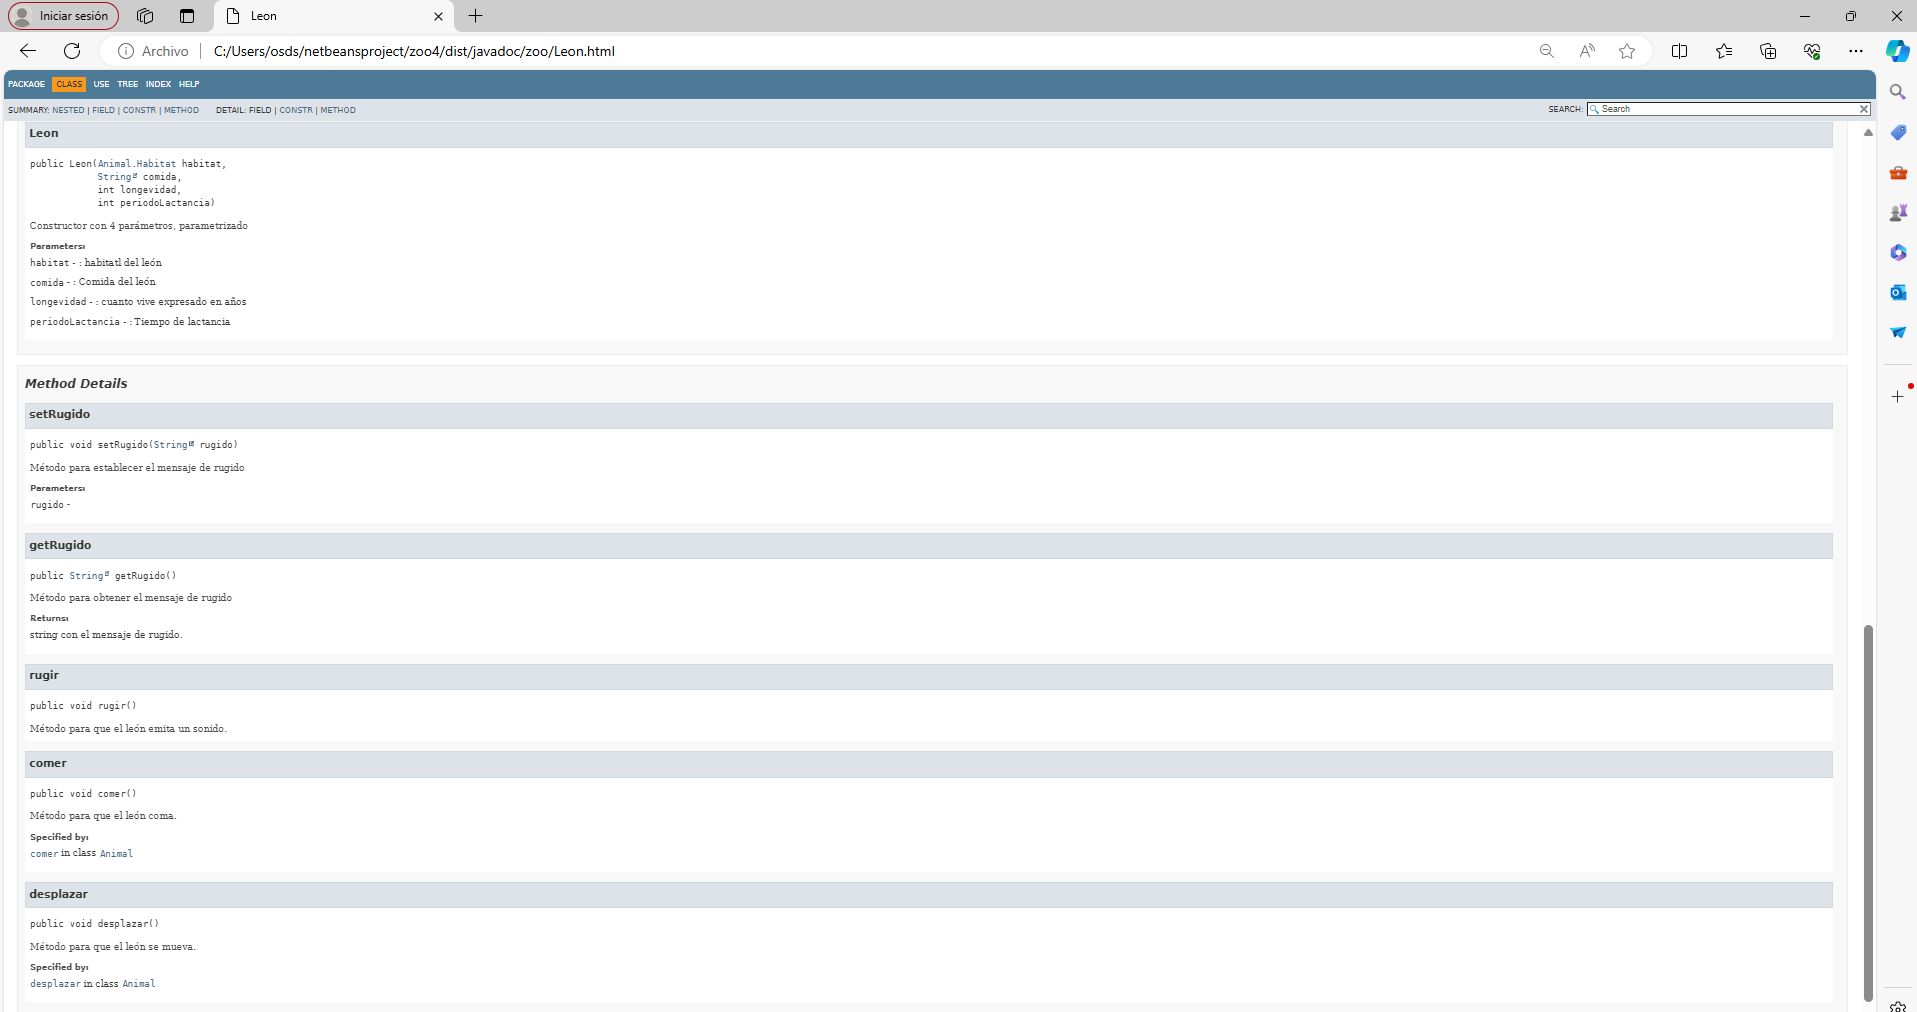 Iniciar sesión
Leon
Archivo
C:/Users/osds/netbeansproject/zoo4/dist/javadoc/zoo/Leon.html
PACKAGE CLASS USE TREE INDEX HELP
SUMMARY: NESTED | FIELD | CONSTR | METHOD DETAIL: FIELD | CONSTR | METHOD
SEARCH: Search
Leon
public Leon(Animal.Habitat habitat,
String comida,
int longevidad,
int periodoLactancia)
Constructor con 4 parámetros, parametrizado
Parameters:
habitat - : habitatl del león
comida - : Comida del león
longevidad - : cuanto vive expresado en años
periodoLactancia - : Tiempo de lactancia
Method Details
setRugido
public void setRugido(String rugido)
Método para establecer el mensaje de rugido
Parameters:
rugido -
getRugido
public String getRugido()
Método para obtener el mensaje de rugido
Returns:
string con el mensaje de rugido.
rugir
public void rugir()
Método para que el león emita un sonido.
comer
public void comer()
Método para que el león coma.
Specified by:
comer in class Animal
desplazar
public void desplazar()
Método para que el león se mueva.
Specified by:
desplazar in class Animal